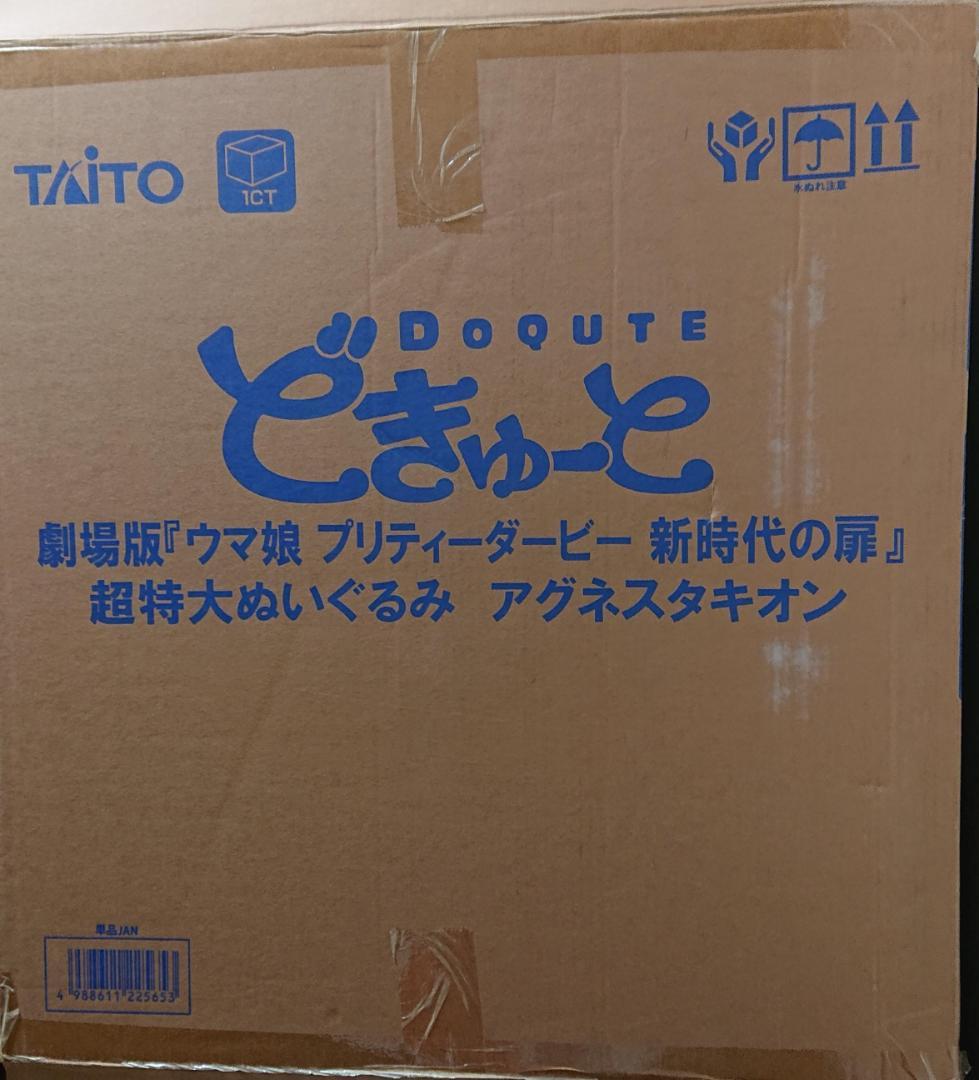 TAiTO
1CT
水ぬれ注意
DOQUTE
どきゅーと
劇場版『ウマ娘 プリティーダービー 新時代の扉』
超特大ぬいぐるみ アグネスタキオン
単品JAN
4 988611 225653